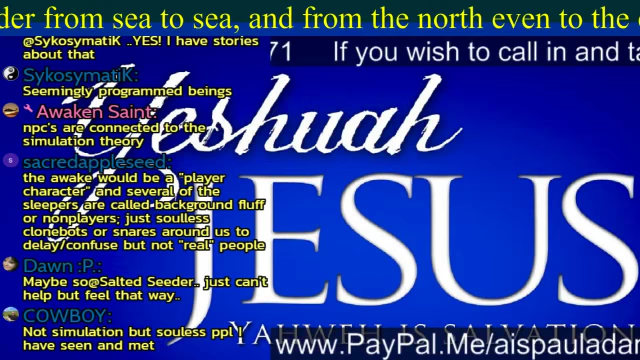 der from sea to sea, and from the north even to the
71 If you wish to call in and ta
@SykosymatiK ..YES! I have stories
about that
SykosymatiK:
Seemingly programmed beings
Awaken Saint:
npc's are connected to the
simulation theory
sacredappleseed:
the awake would be a "player
character" and several of the
sleepers are called background fluff
or nonplayers; just soulless
clonebots or snares around us to
delay/confuse but not "real" people
Dawn :P.:
Maybe so@Salted Seeder.. just can't
help but feel that way..
COWBOY:
Not simulation but souless ppl I
have seen and met
Yeshuah
JESUS
YAHWEH IS SALVATION
www.PayPal.Me/aispauladan